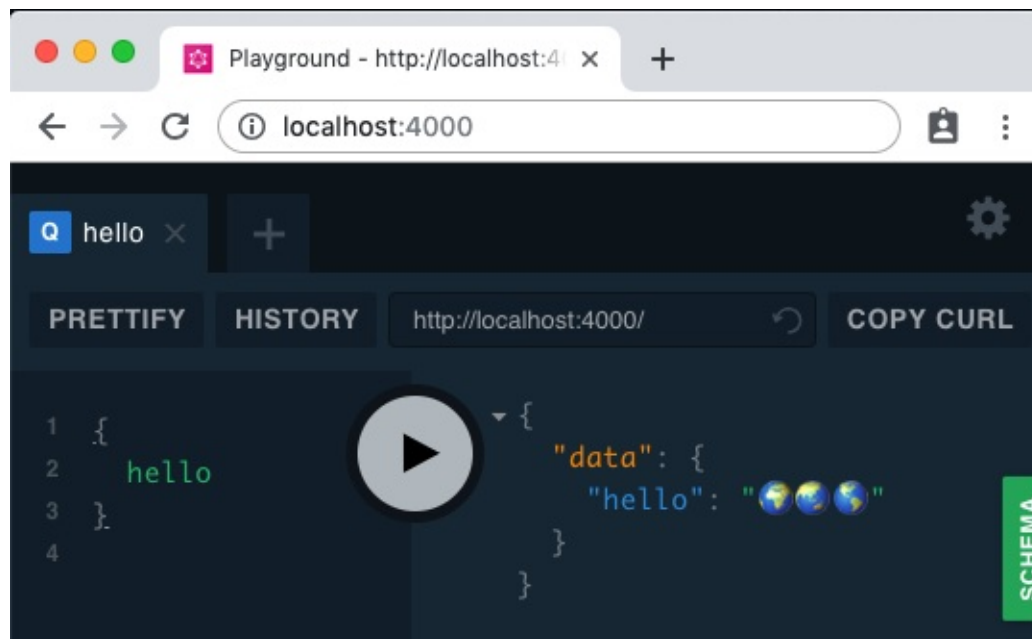 Playground - http://localhost:4
localhost:4000
Q hello
PRETTIFY HISTORY http://localhost:4000/ COPY CURL
1 {
2 hello
3 }
4
{
"data": {
"hello": "🌍🌏🌎"
}
}
SCHEMA